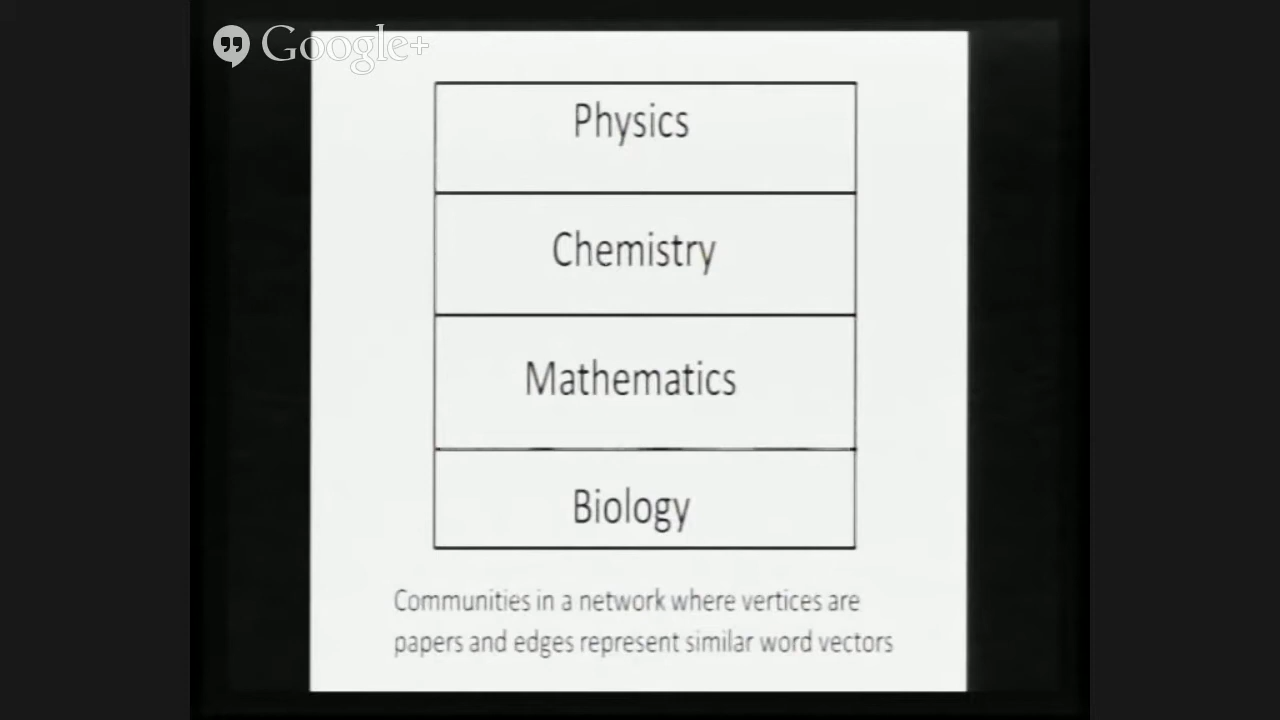 Google+
Physics
Chemistry
Mathematics
Biology
Communities in a network where vertices are
papers and edges represent similar word vectors